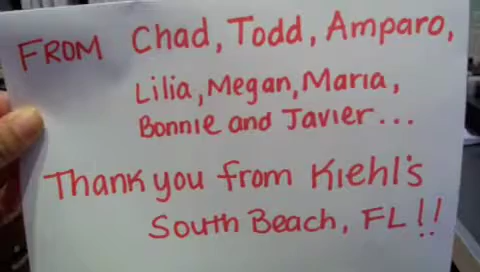 FROM Chad, Todd, Amparo,
Lilia, Megan, Maria,
Bonnie and Javier...
Thank you from Kiehl's
South Beach, FL!!